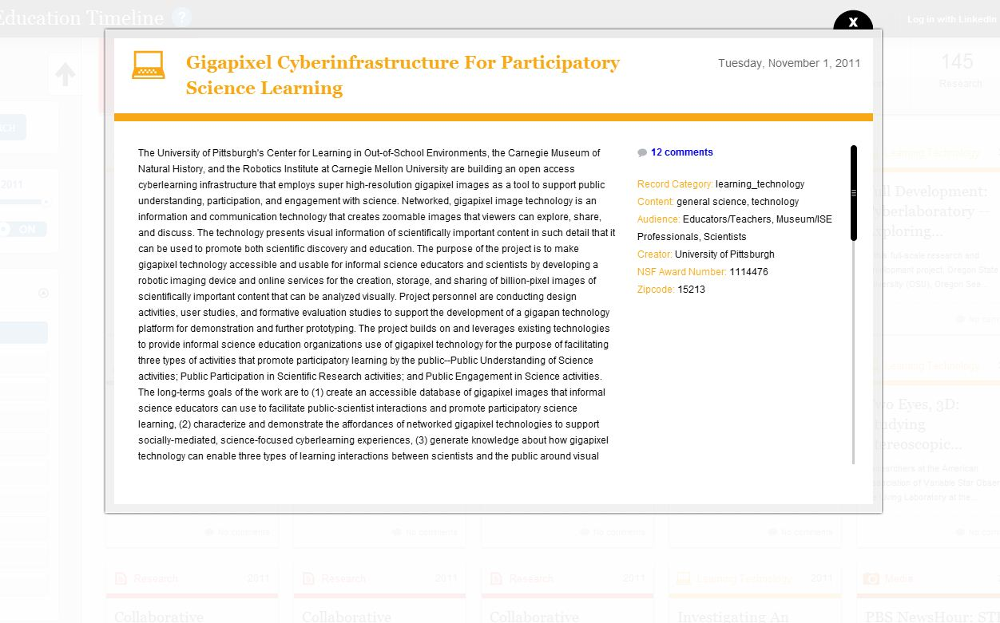 Education Timeline
?
Log in with LinkedIn
X
Gigapixel Cyberinfrastructure For Participatory
Science Learning
Tuesday, November 1, 2011
145
Research
2011
ON
The University of Pittsburgh's Center for Learning in Out-of-School Environments, the Carnegie Museum of
Natural History, and the Robotics Institute at Carnegie Mellon University are building an open access
cyberlearning infrastructure that employs super high-resolution gigapixel images as a tool to support public
understanding, participation, and engagement with science. Networked, gigapixel image technology is an
information and communication technology that creates zoomable images that viewers can explore, share,
and discuss. The technology presents visual information of scientifically important content in such detail that it
can be used to promote both scientific discovery and education. The purpose of the project is to make
gigapixel technology accessible and usable for informal science educators and scientists by developing a
robotic imaging device and online services for the creation, storage, and sharing of billion-pixel images of
scientifically important content that can be analyzed visually. Project personnel are conducting design
activities, user studies, and formative evaluation studies to support the development of a gigapan technology
platform for demonstration and further prototyping. The project builds on and leverages existing technologies
to provide informal science education organizations use of gigapixel technology for the purpose of facilitating
three types of activities that promote participatory learning by the public--Public Understanding of Science
activities; Public Participation in Scientific Research activities; and Public Engagement in Science activities.
The long-terms goals of the work are to (1) create an accessible database of gigapixel images that informal
science educators can use to facilitate public-scientist interactions and promote participatory science
learning, (2) characterize and demonstrate the affordances of networked gigapixel technologies to support
socially-mediated, science-focused cyberlearning experiences, (3) generate knowledge about how gigapixel
technology can enable three types of learning interactions between scientists and the public around visual
12 comments
Record Category: learning_technology
Content: general science, technology
Audience: Educators/Teachers, Museum/ISE
Professionals, Scientists
Creator: University of Pittsburgh
NSF Award Number: 1114476
Zipcode: 15213
Learning Technology
Development:
this full-scale research and
project, Oregon State
(OSU), Oregon See...
Learning Technology
Eyes, 3D:
at the American
of Variable Star
Living Laboratory at the...
No comments
No comments
No comments
No comments
Research 2011
Research 2011
Research 2011
Learning Technology 2011
Media
Collaborative
Collaborative
Collaborative
Investigating An
PBS NewsHour: